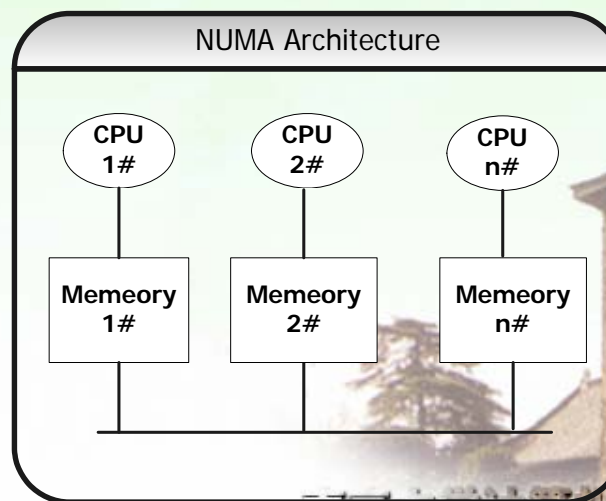 NUMA Architecture
CPU
1#
CPU
2#
CPU
n#
Memeory
1#
Memeory
2#
Memeory
n#